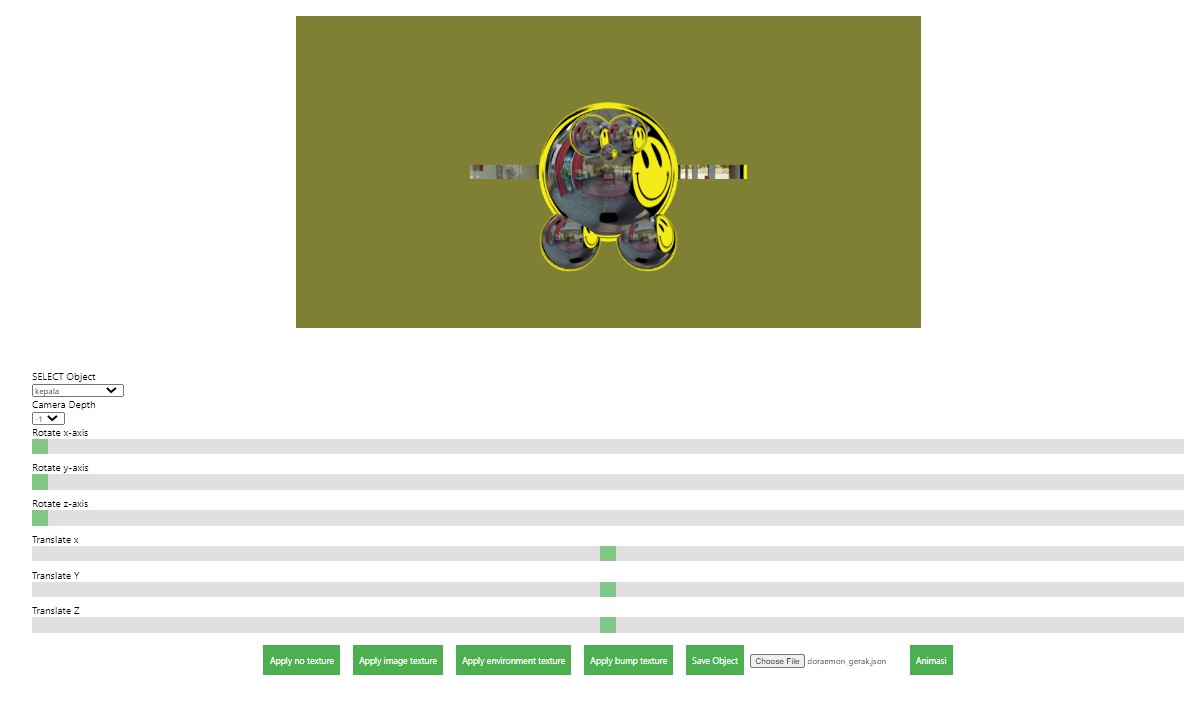 SELECT Object
kepala
Camera Depth
-1
Rotate x-axis
Rotate y-axis
Rotate z-axis
Translate x
Translate Y
Translate Z
Apply no texture Apply image texture Apply environment texture Apply bump texture Save Object Choose File doraemon_gerak.json Animasi